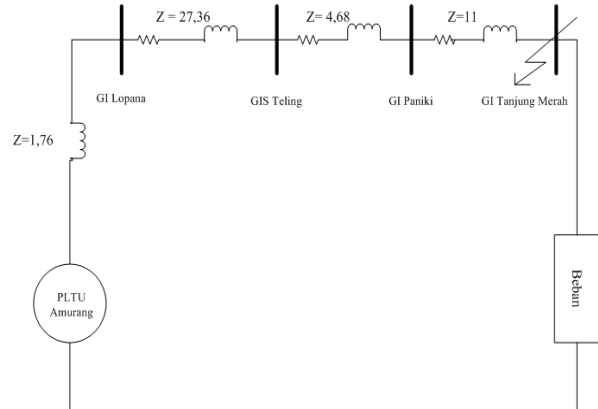 Z = 27,36
Z= 4,68
Z=11
GI Lopana
GIS Teling
GI Paniki
GI Tanjung Merah
Z=1,76
PLTU
Amurang
Beban